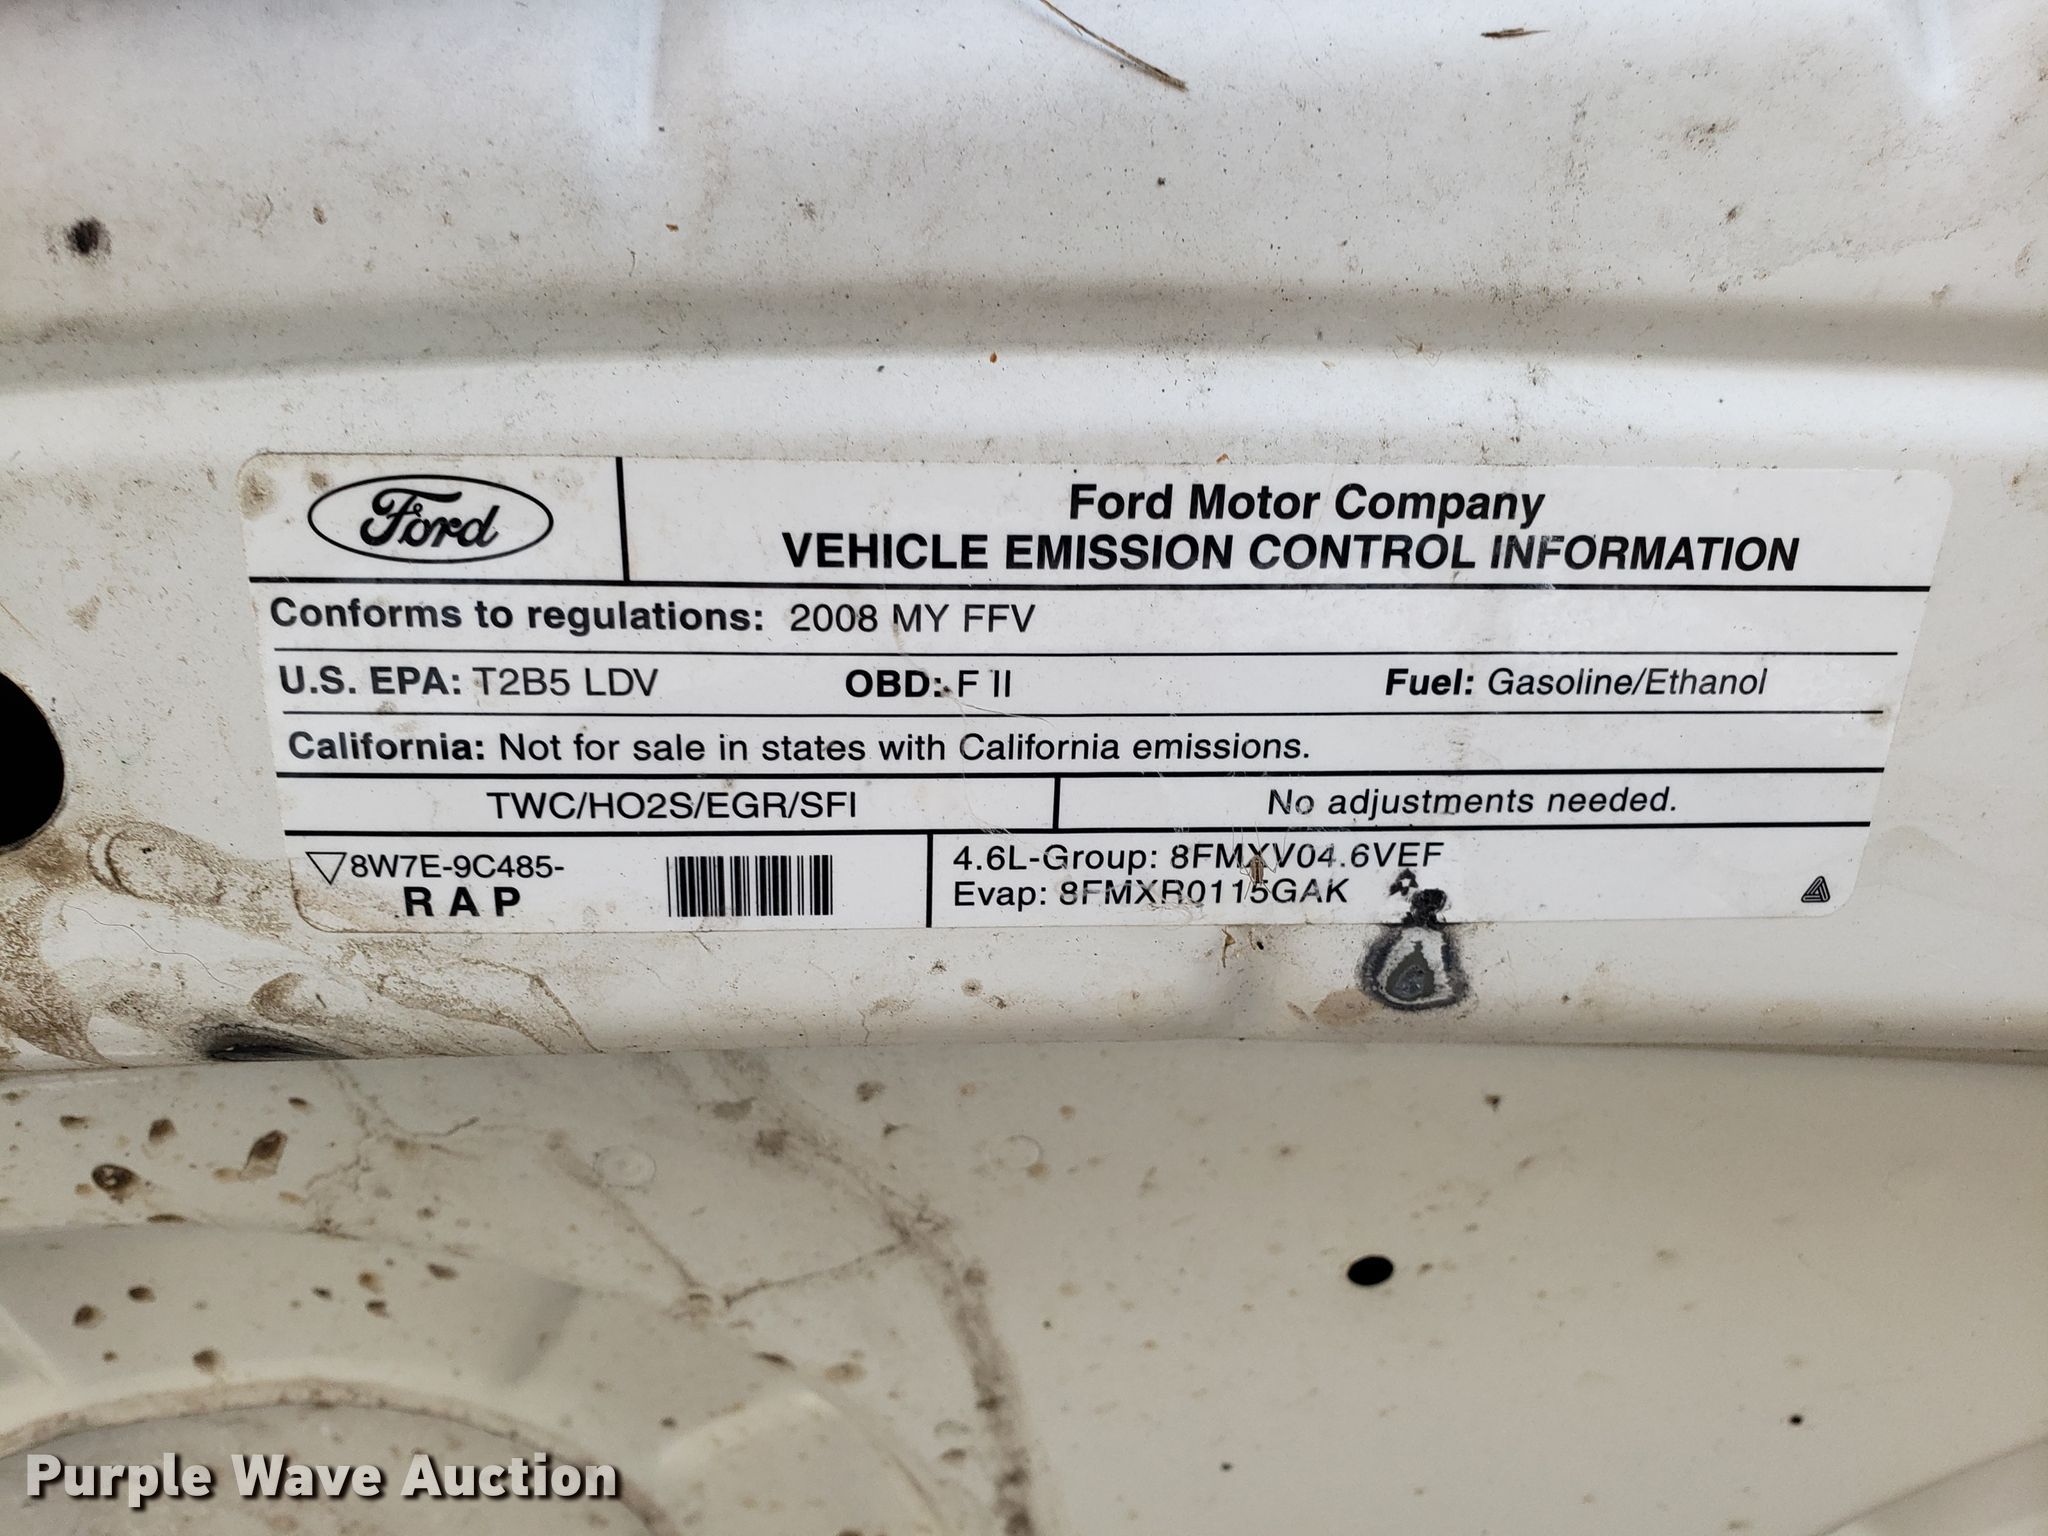 Ford
Ford Motor Company
VEHICLE EMISSION CONTROL INFORMATION
Conforms to regulations: 2008 MY FFV
U.S. EPA: T2B5 LDV OBD: F II Fuel: Gasoline/Ethanol
California: Not for sale in states with California emissions.
TWC/HO2S/EGR/SFI No adjustments needed.
8W7E-9C485-
R A P
4.6L-Group: 8FMXV04.6VEF
Evap: 8FMXR0115GAK
Purple Wave Auction